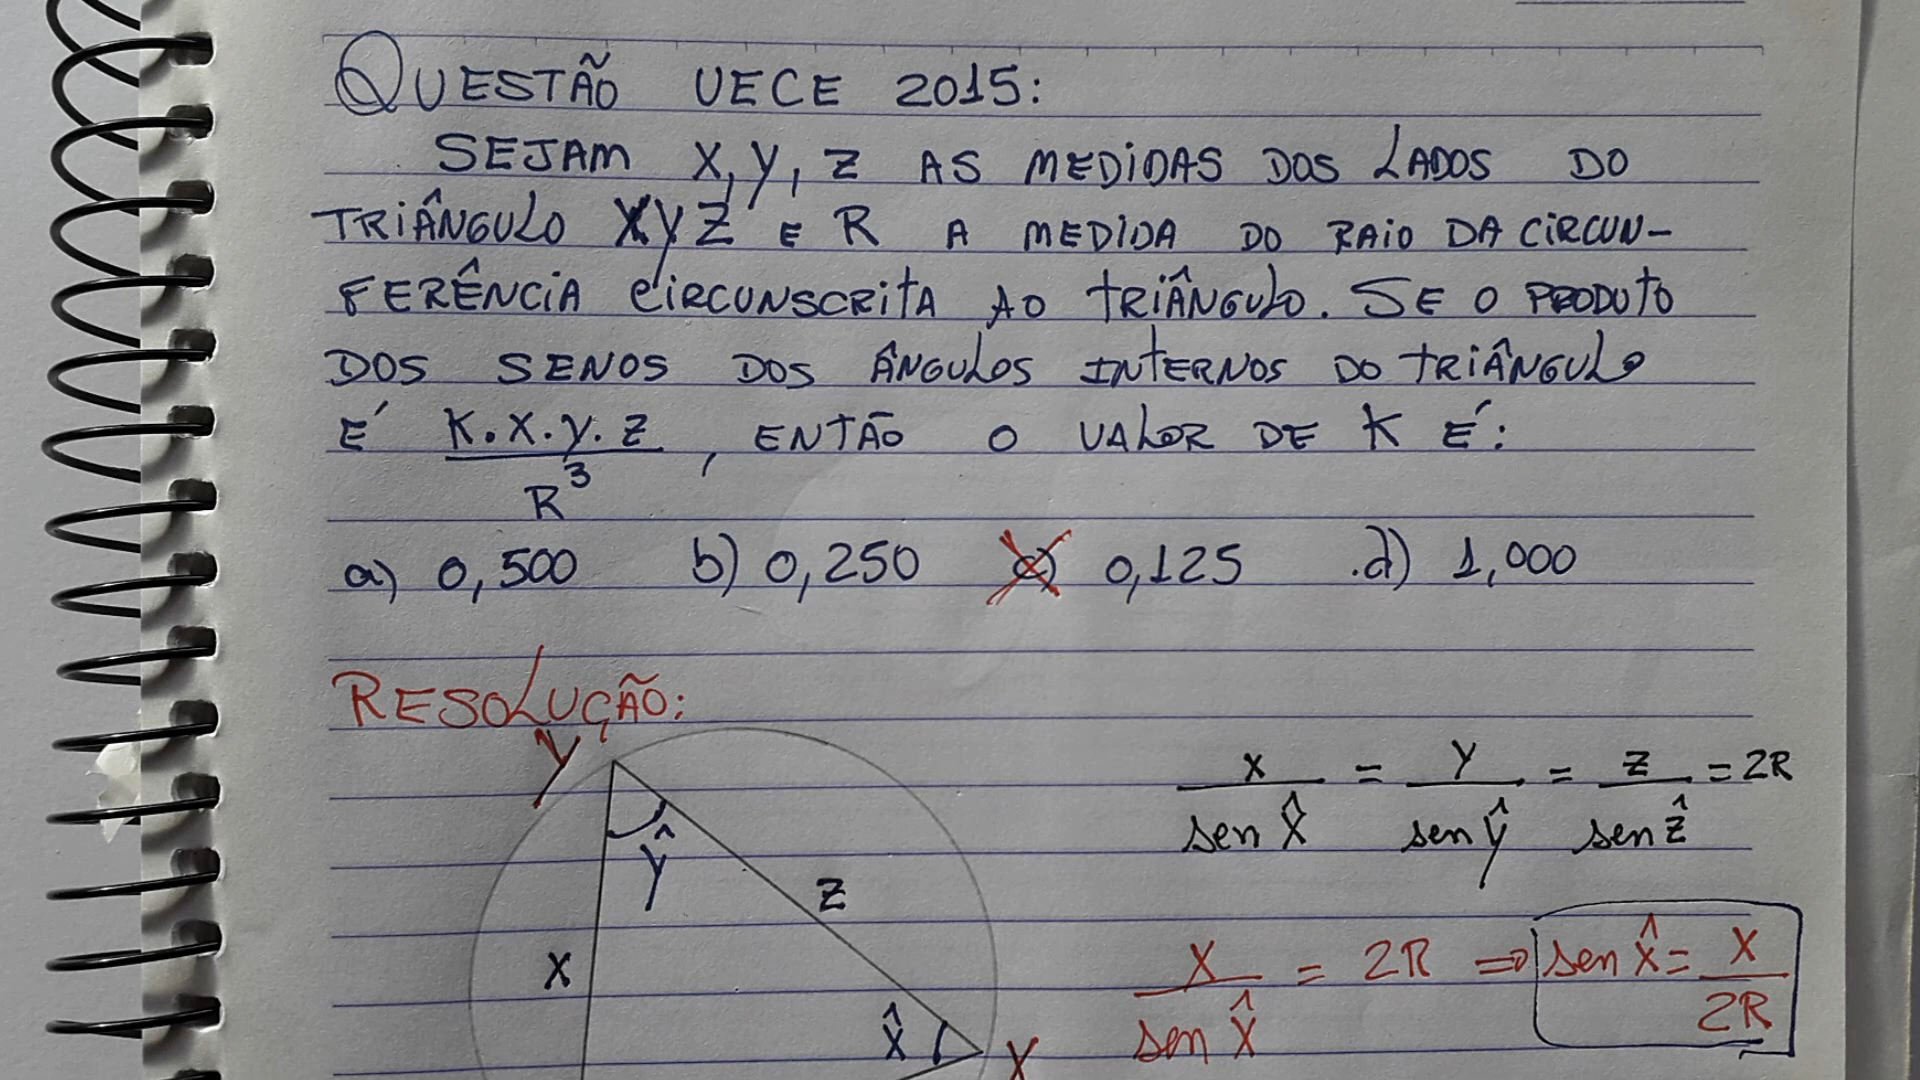 QUESTÃO UECE 2015:
SEJAM X, Y, Z AS MEDIDAS DOS LADOS DO
TRIÂNGULO XYZ E R A MEDIDA DO RAIO DA CIRCUN-
FERÊNCIA CIRCUNSCRITA AO TRIÂNGULO. SE O PRODUTO
DOS SENOS DOS ÂNGULOS INTERNOS DO TRIÂNGULO
É K.X.Y.Z / R³, ENTÃO O VALOR DE K É:
a) 0,500 b) 0,250 c) 0,125 d) 1,000
RESOLUÇÃO:
x / sen X̂ = y / sen Ŷ = z / sen Ẑ = 2R
Y
Ŷ
Z
X
X̂
X
X / sen X̂ = 2R ⇒ sen X̂ = X / 2R